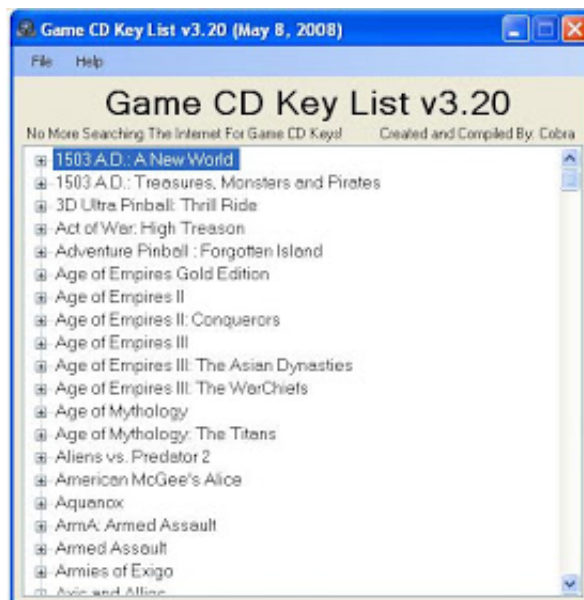 Game CD Key List v3.20 (May 8, 2008)
File Help
Game CD Key List v3.20
No More Searching The Internet For Game CD Keys! Created and Compiled By: Cobra
1503 A.D.: A New World
1503 A.D.: Treasures, Monsters and Pirates
3D Ultra Pinball: Thrill Ride
Act of War: High Treason
Adventure Pinball : Forgotten Island
Age of Empires Gold Edition
Age of Empires II
Age of Empires II: Conquerors
Age of Empires III
Age of Empires III: The Asian Dynasties
Age of Empires III: The WarChiefs
Age of Mythology
Age of Mythology: The Titans
Aliens vs. Predator 2
American McGee's Alice
Aquanox
ArmA: Armed Assault
Armed Assault
Armies of Exigo
Axis and Allies